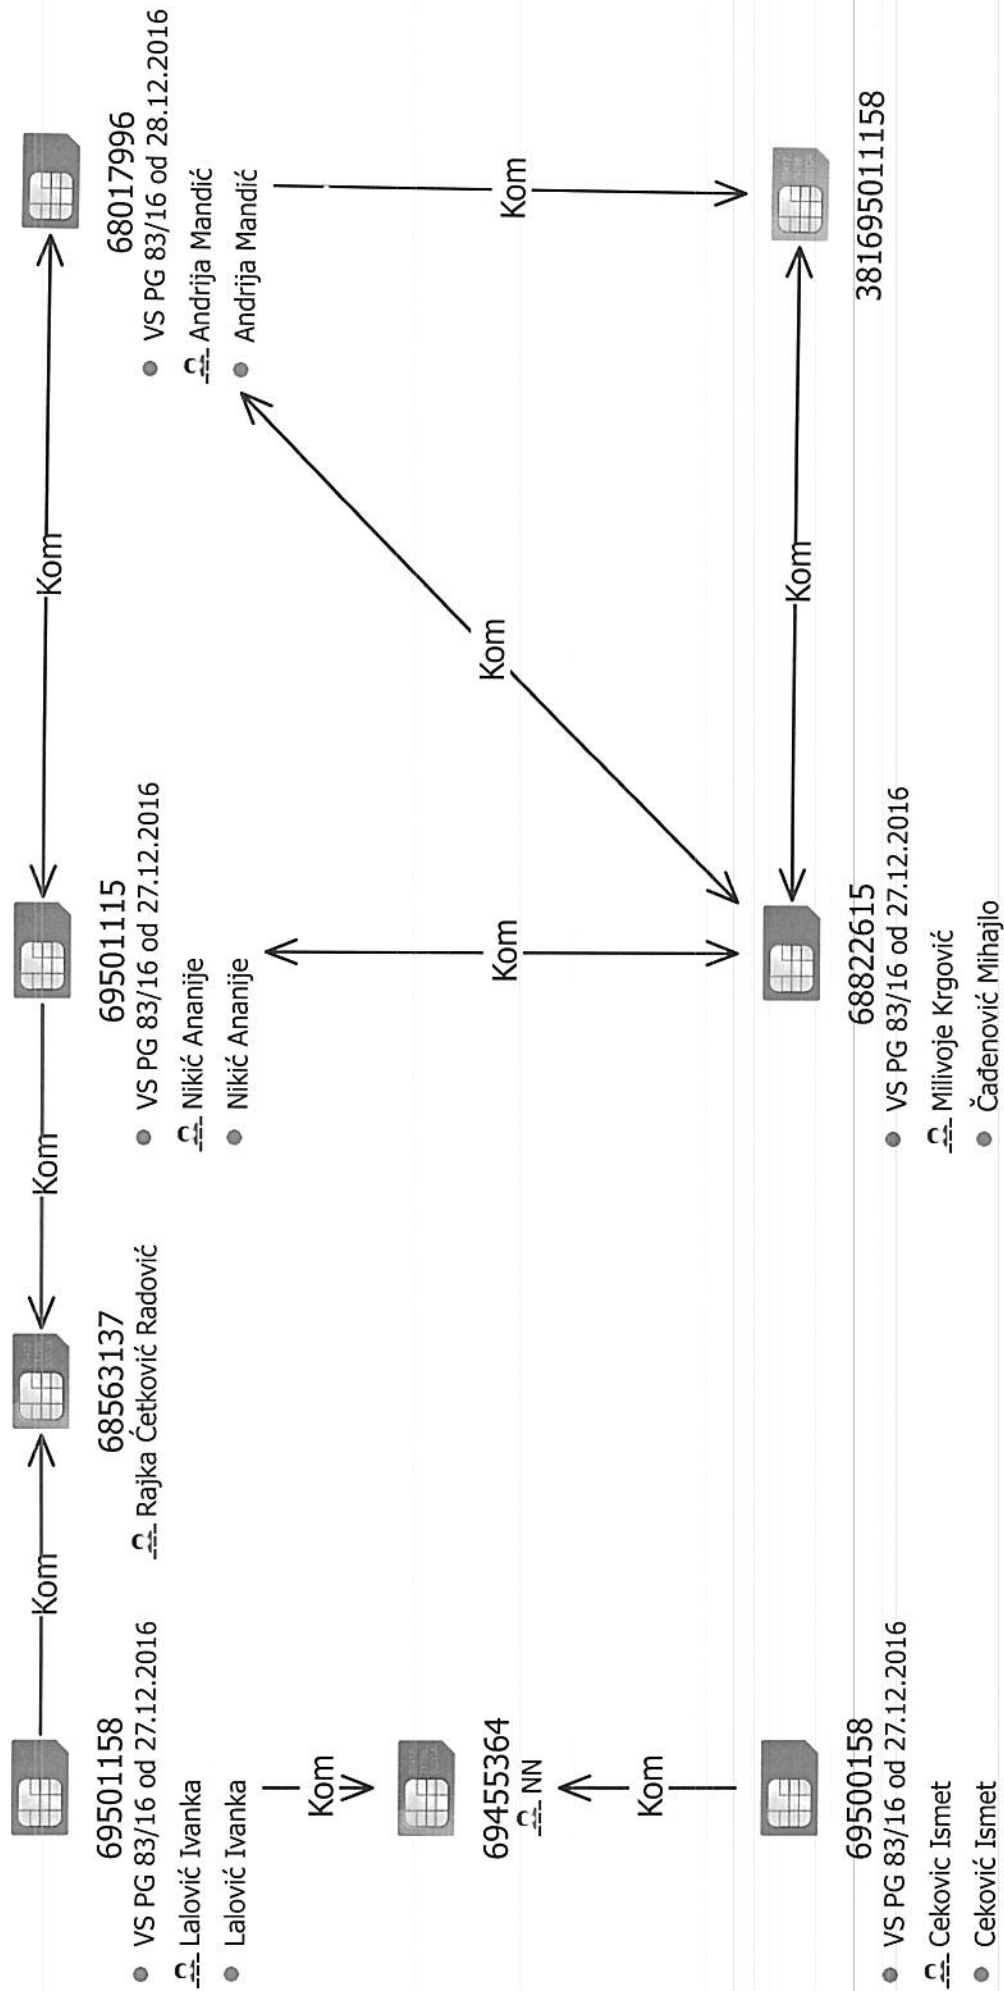 Kom
Kom
Kom
69501158
VS PG 83/16 od 27.12.2016
Lalović Ivanka
Lalović Ivanka
68563137
Rajka Ćetković Radović
69501115
VS PG 83/16 od 27.12.2016
Nikić Ananije
Nikić Ananije
68017996
VS PG 83/16 od 28.12.2016
Andrija Mandić
Andrija Mandić
Kom
69455364
NN
Kom
Kom
Kom
Kom
Kom
69500158
VS PG 83/16 od 27.12.2016
Cekovic Ismet
Ceković Ismet
68822615
VS PG 83/16 od 27.12.2016
Milivoje Krgović
Čađenović Mihajlo
381695011158